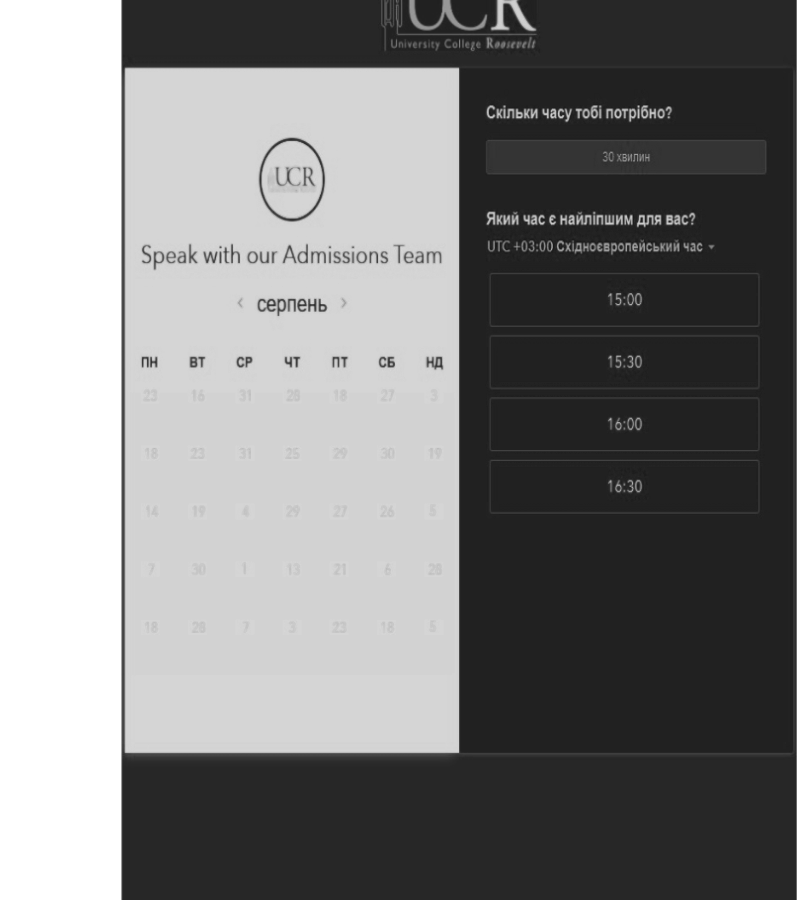 UCR
University College Roosevelt
UCR
Speak with our Admissions Team
‹ серпень ›
ПН ВТ СР ЧТ ПТ СБ НД
23 16 31 28 18 27 3
18 23 31 25 29 30 19
14 19 4 29 27 26 5
7 30 1 13 21 6 28
18 28 7 3 23 18
Скільки часу тобі потрібно?
30 хвилин
Який час є найліпшим для вас?
UTC +03:00 Східноєвропейський час
15:00
15:30
16:00
16:30